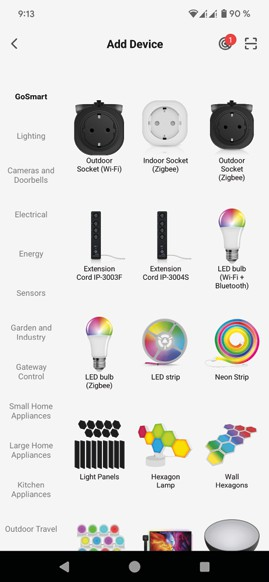 9:13
90 %
Add Device
1
GoSmart
Lighting
Cameras and
Doorbells
Electrical
Energy
Sensors
Garden and
Industry
Gateway
Control
Small Home
Appliances
Large Home
Appliances
Kitchen
Appliances
Outdoor Travel
Outdoor
Socket (Wi-Fi)
Indoor Socket
(Zigbee)
Outdoor
Socket
(Zigbee)
Extension
Cord IP-3003F
Extension
Cord IP-3004S
LED bulb
(Wi-Fi +
Bluetooth)
LED bulb
(Zigbee)
LED strip
Neon Strip
Light Panels
Hexagon
Lamp
Wall
Hexagons